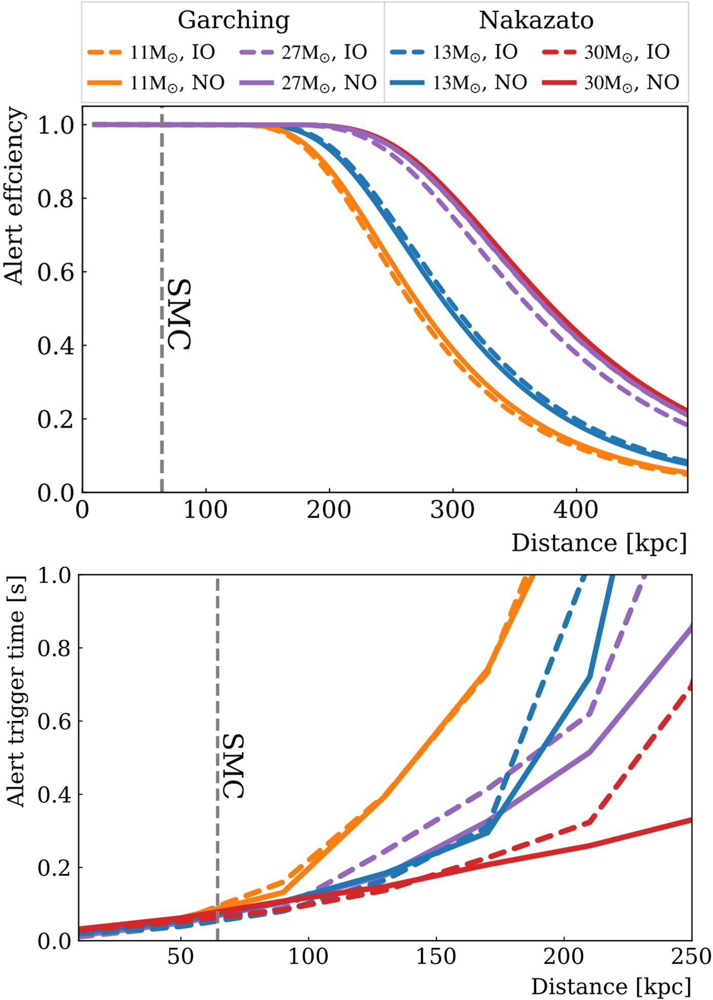 Garching Nakazato
11M⊙, IO 27M⊙, IO 13M⊙, IO 30M⊙, IO
11M⊙, NO 27M⊙, NO 13M⊙, NO 30M⊙, NO
Alert effciency
1.0
0.8
0.6
0.4
0.2
0.0
SMC
0 100 200 300 400
Distance [kpc]
Alert trigger time [s]
1.0
0.8
0.6
0.4
0.2
0.0
SMC
50 100 150 200 250
Distance [kpc]